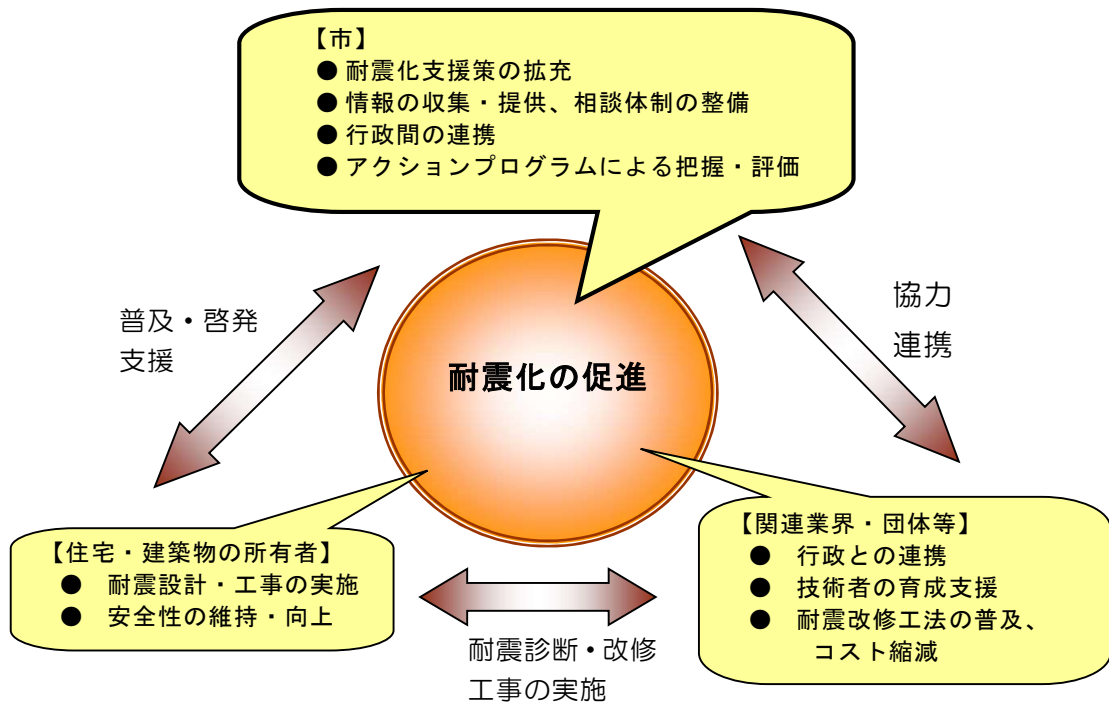 【市】
● 耐震化支援策の拡充
● 情報の収集・提供、相談体制の整備
● 行政間の連携
● アクションプログラムによる把握・評価
普及・啓発
支援
協力
連携
耐震化の促進
【住宅・建築物の所有者】
● 耐震設計・工事の実施
● 安全性の維持・向上
【関連業界・団体等】
● 行政との連携
● 技術者の育成支援
● 耐震改修工法の普及、
コスト縮減
耐震診断・改修
工事の実施